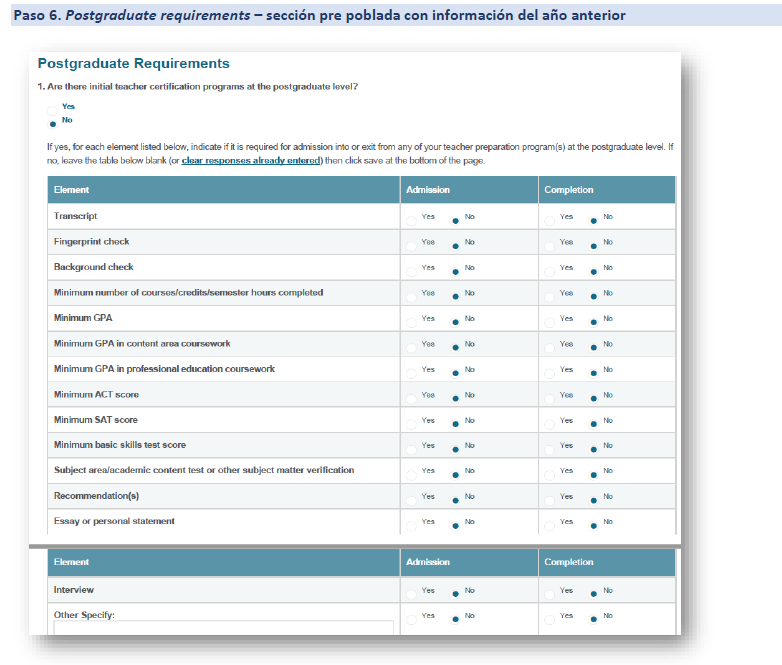 Paso 6. Postgraduate requirements – sección pre poblada con información del año anterior
Postgraduate Requirements
1. Are there initial teacher certification programs at the postgraduate level?
Yes
No
If yes, for each element listed below, indicate if it is required for admission into or exit from any of your teacher preparation program(s) at the postgraduate level. If
no, leave the table below blank (or clear responses already entered) then click save at the bottom of the page.
Element Admission Completion
Transcript Yes No Yes No
Fingerprint check Yes No Yes No
Background check Yes No Yes No
Minimum number of courses/credits/semester hours completed Yes No Yes No
Minimum GPA Yes No Yes No
Minimum GPA in content area coursework Yes No Yes No
Minimum GPA in professional education coursework Yes No Yes No
Minimum ACT score Yes No Yes No
Minimum SAT score Yes No Yes No
Minimum basic skills test score Yes No Yes No
Subject area/academic content test or other subject matter verification Yes No Yes No
Recommendation(s) Yes No Yes No
Essay or personal statement Yes No Yes No
Element Admission Completion
Interview Yes No Yes No
Other Specify: Yes No Yes No